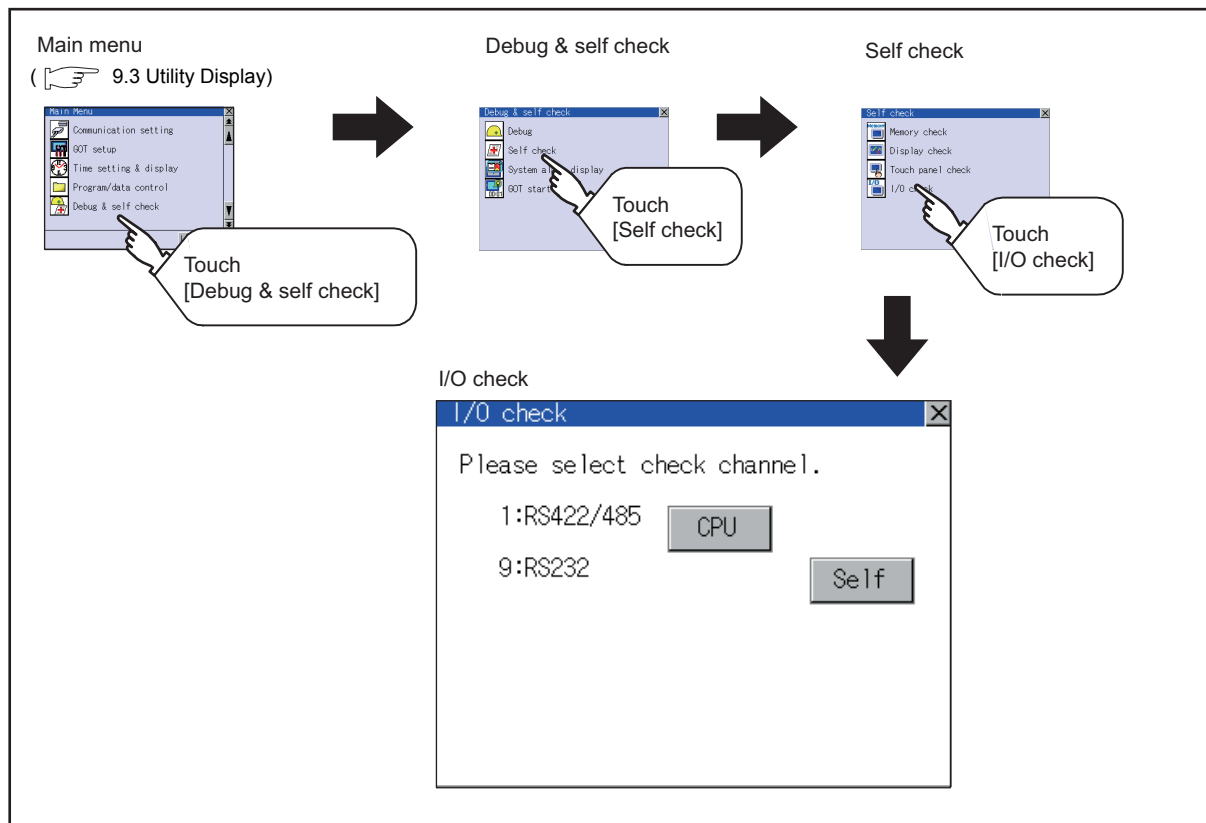 Main menu
( 9.3 Utility Display)
Main Menu
Communication setting
GOT setup
Time setting & display
Program/data control
Debug & self check
Touch
[Debug & self check]
Debug & self check
Debug & self check
Debug
Self check
System display
GOT start
Touch
[Self check]
Self check
Self check
Memory check
Display check
Touch panel check
I/O
Touch
[I/O check]
I/O check
I/O check
Please select check channel.
1:RS422/485 CPU
9:RS232 Self